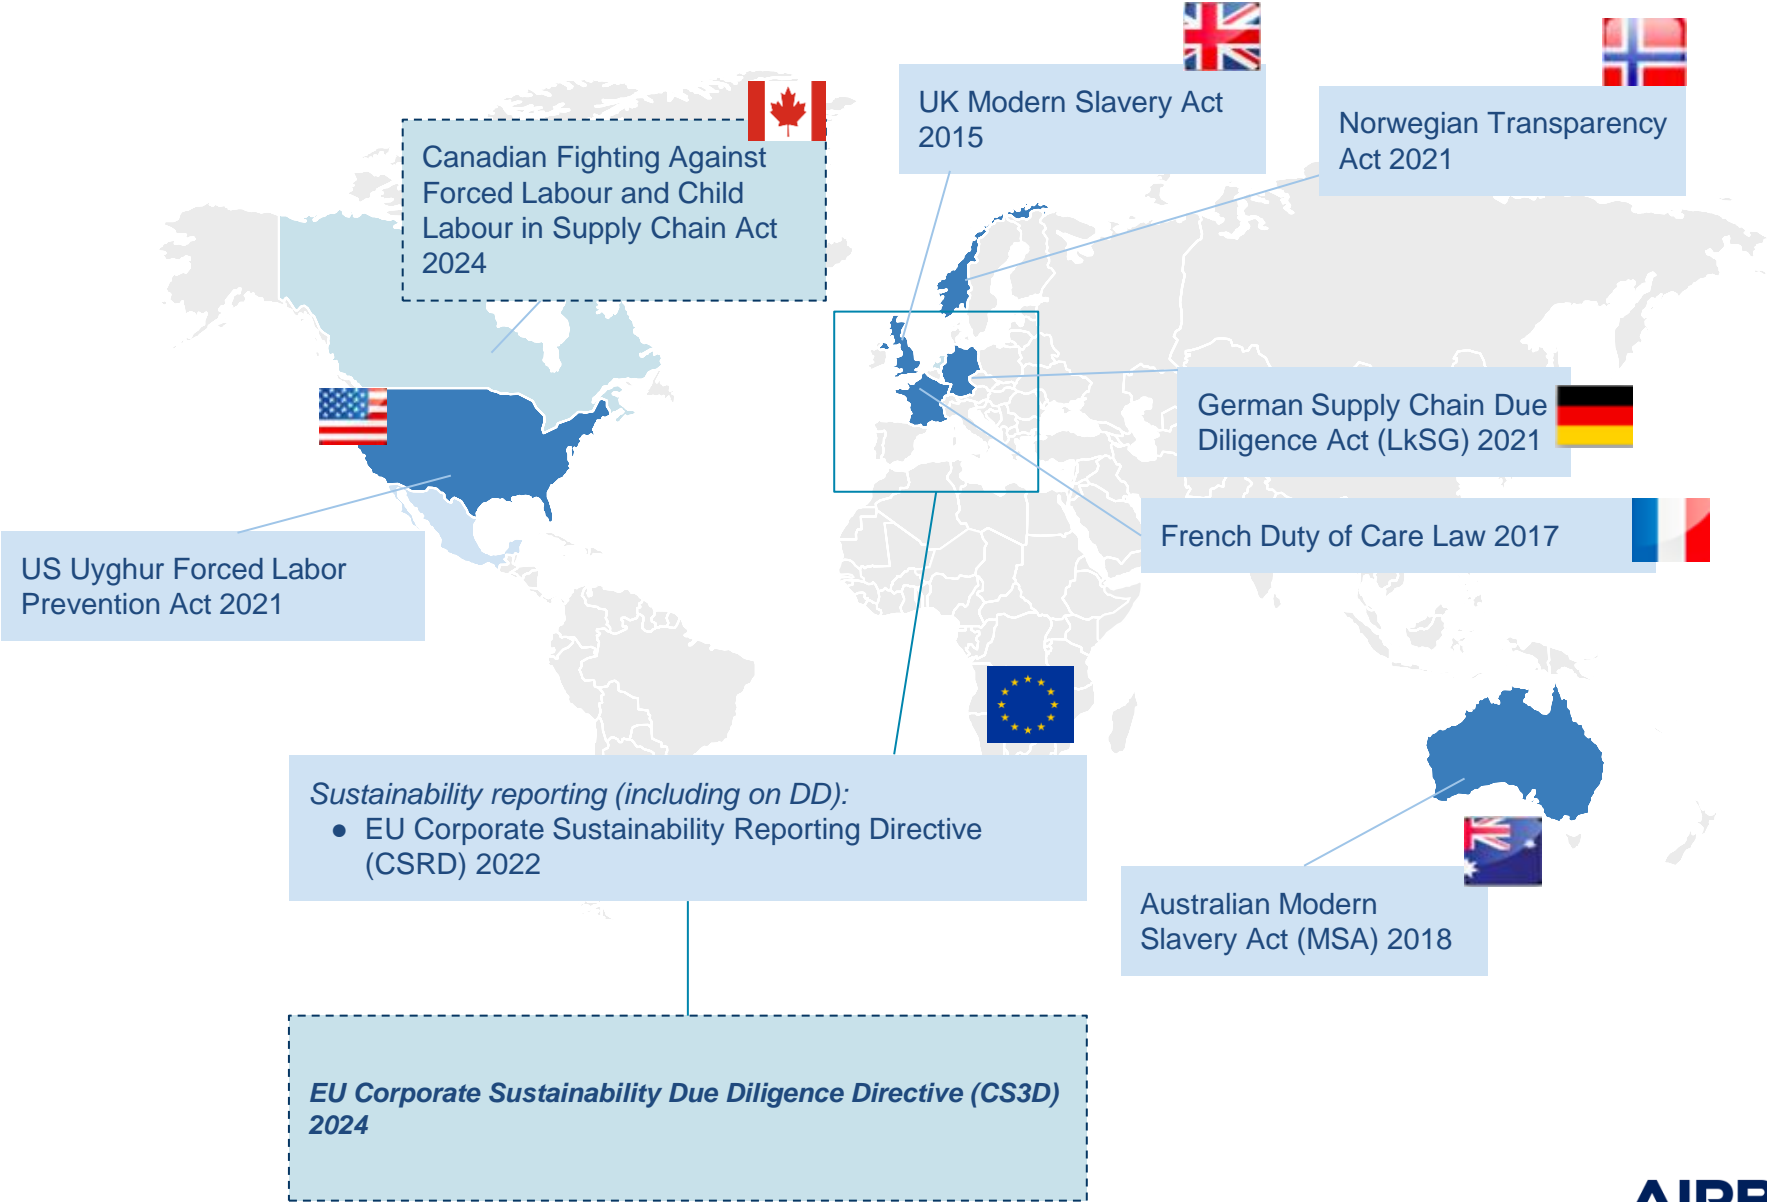 UK Modern Slavery Act
2015
Norwegian Transparency
Act 2021
Canadian Fighting Against
Forced Labour and Child
Labour in Supply Chain Act
2024
German Supply Chain Due
Diligence Act (LkSG) 2021
French Duty of Care Law 2017
US Uyghur Forced Labor
Prevention Act 2021
Sustainability reporting (including on DD):
● EU Corporate Sustainability Reporting Directive
(CSRD) 2022
Australian Modern
Slavery Act (MSA) 2018
EU Corporate Sustainability Due Diligence Directive (CS3D)
2024